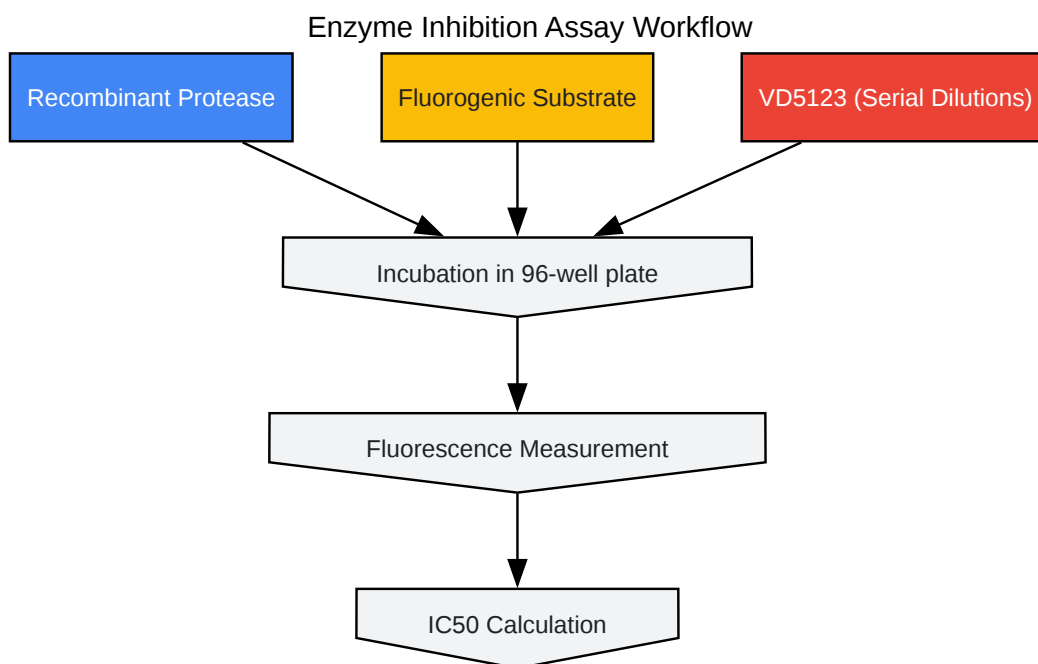 Enzyme Inhibition Assay Workflow
Recombinant Protease
Fluorogenic Substrate
VD5123 (Serial Dilutions)
Incubation in 96-well plate
Fluorescence Measurement
IC50 Calculation